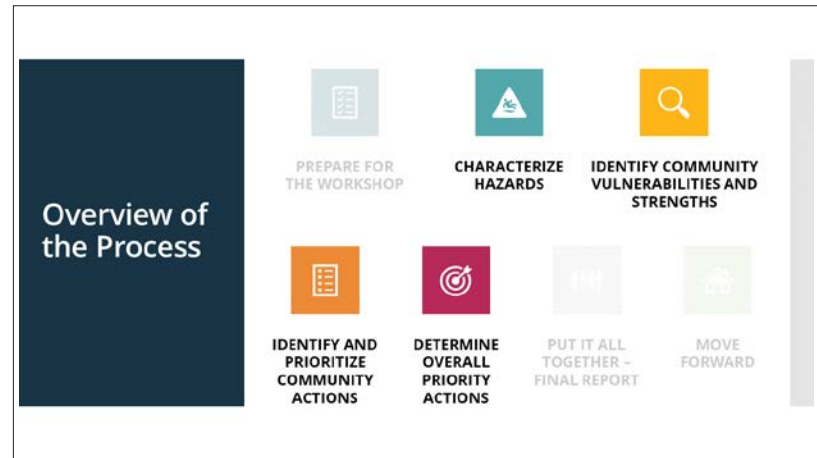 Overview of
the Process
PREPARE FOR
THE WORKSHOP
CHARACTERIZE
HAZARDS
IDENTIFY COMMUNITY
VULNERABILITIES AND
STRENGTHS
IDENTIFY AND
PRIORITIZE
COMMUNITY
ACTIONS
DETERMINE
OVERALL
PRIORITY
ACTIONS
PUT IT ALL
TOGETHER –
FINAL REPORT
MOVE
FORWARD